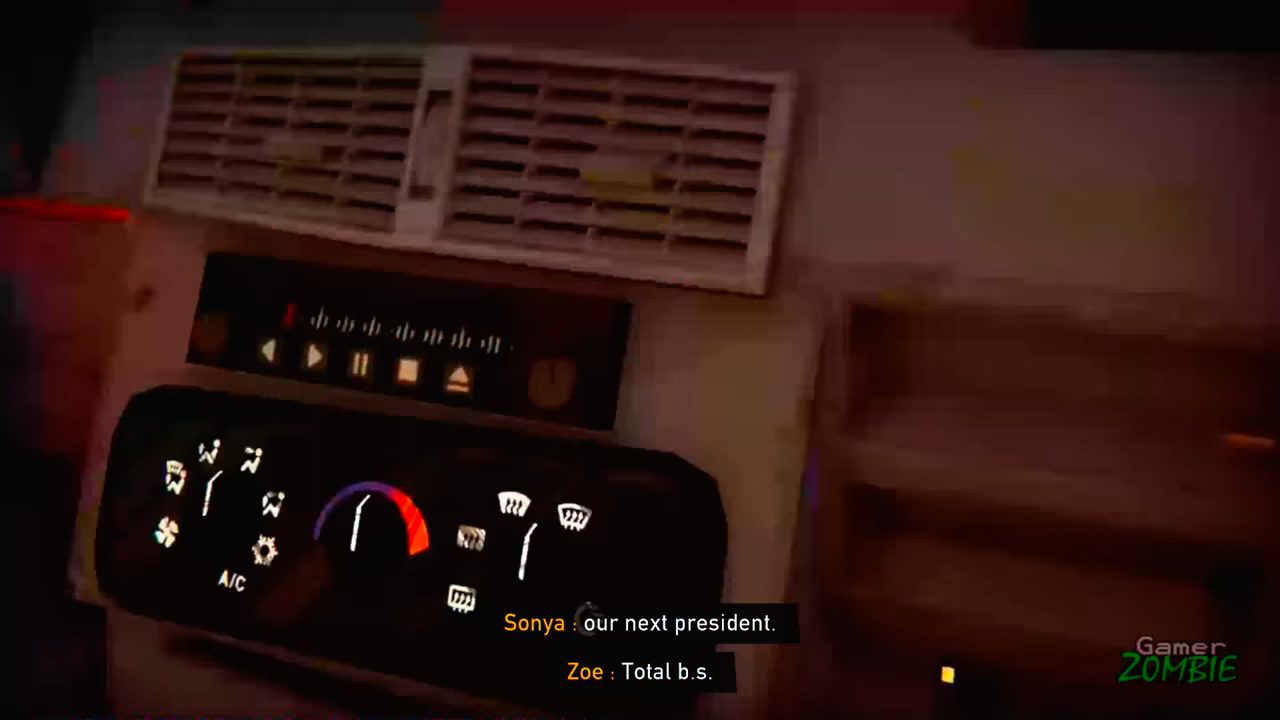 A/C
Sonya : our next president.
Zoe : Total b.s.
Gamer
ZOMBIE